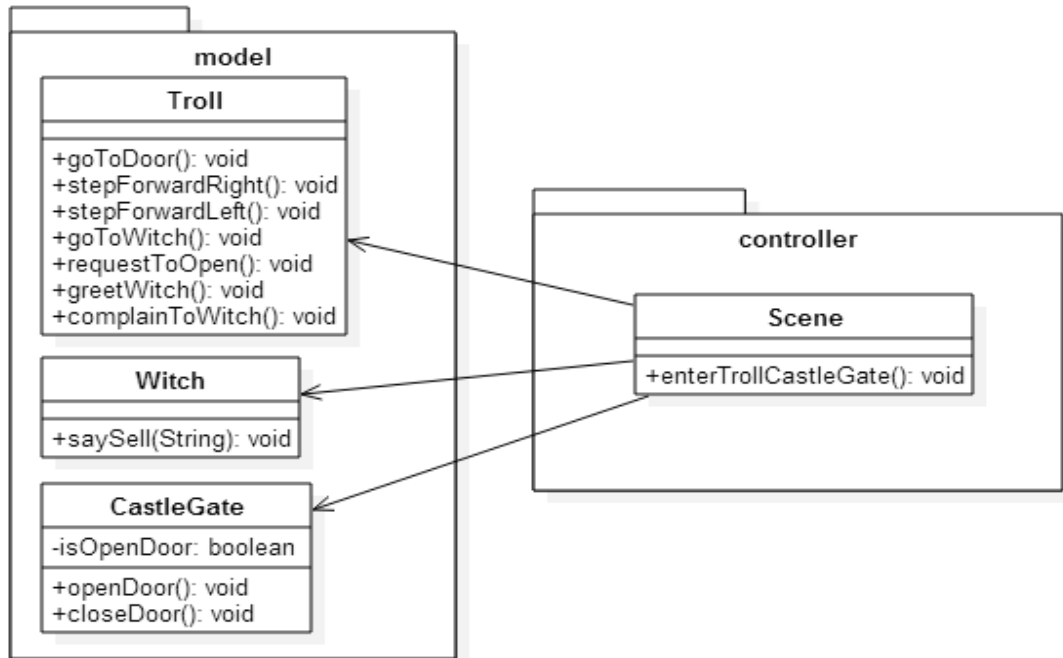 model
Troll
+goToDoor(): void
+stepForwardRight(): void
+stepForwardLeft(): void
+goToWitch(): void
+requestToOpen(): void
+greetWitch(): void
+complainToWitch(): void
Witch
+saySell(String): void
CastleGate
-isOpenDoor: boolean
+openDoor(): void
+closeDoor(): void
controller
Scene
+enterTrollCastleGate(): void